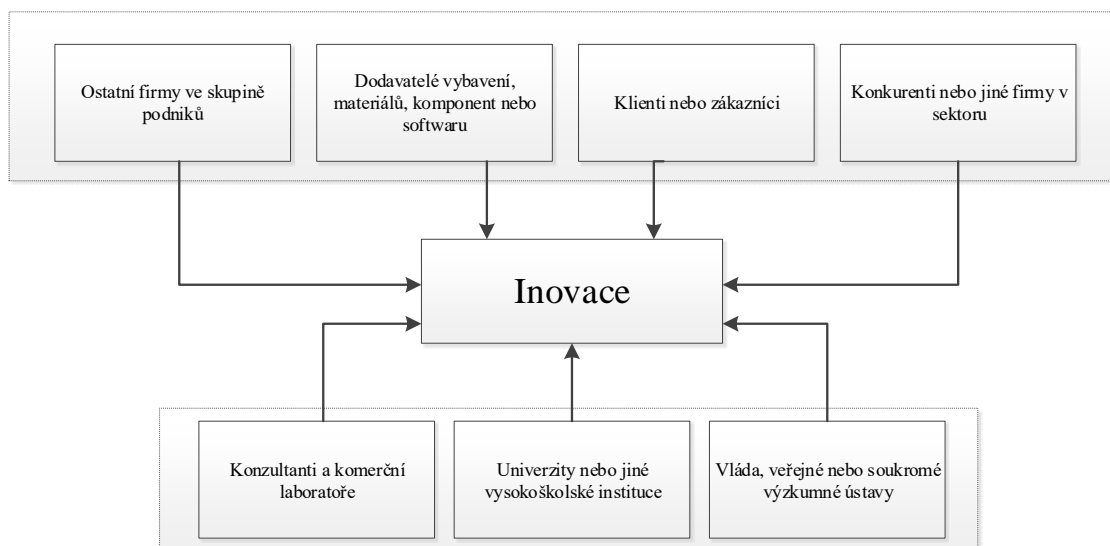 Ostatní firmy ve skupině
podniků
Dodavatelé vybavení,
materiálů, komponent nebo
softwaru
Klienti nebo zákazníci
Konkurenti nebo jiné firmy v
sektoru
Inovace
Konzultanti a komerční
laboratoře
Univerzity nebo jiné
vysokoškolské instituce
Vláda, veřejné nebo soukromé
výzkumné ústavy